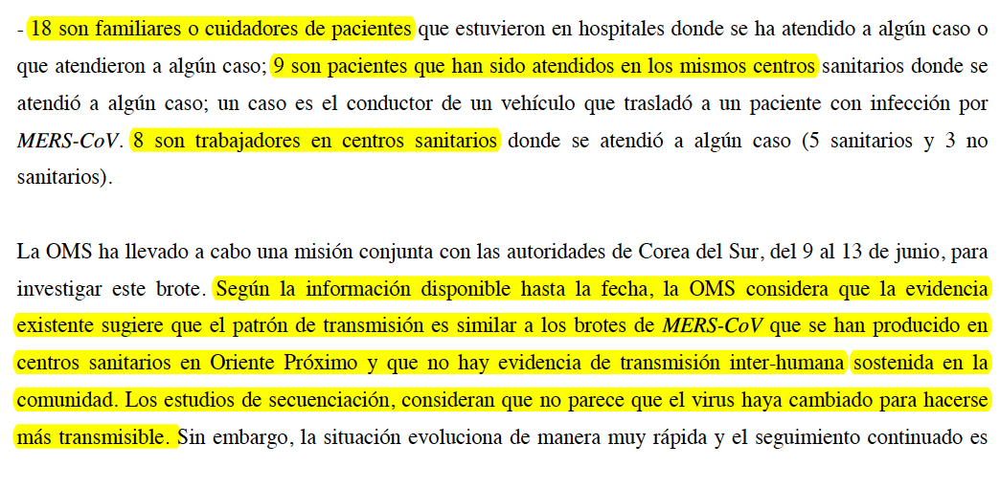 - 18 son familiares o cuidadores de pacientes que estuvieron en hospitales donde se ha atendido a algún caso o
que atendieron a algún caso; 9 son pacientes que han sido atendidos en los mismos centros sanitarios donde se
atendió a algún caso; un caso es el conductor de un vehículo que trasladó a un paciente con infección por
MERS-CoV. 8 son trabajadores en centros sanitarios donde se atendió a algún caso (5 sanitarios y 3 no
sanitarios).
La OMS ha llevado a cabo una misión conjunta con las autoridades de Corea del Sur, del 9 al 13 de junio, para
investigar este brote. Según la información disponible hasta la fecha, la OMS considera que la evidencia
existente sugiere que el patrón de transmisión es similar a los brotes de MERS-CoV que se han producido en
centros sanitarios en Oriente Próximo y que no hay evidencia de transmisión inter-humana sostenida en la
comunidad. Los estudios de secuenciación, consideran que no parece que el virus haya cambiado para hacerse
más transmisible. Sin embargo, la situación evoluciona de manera muy rápida y el seguimiento continuado es